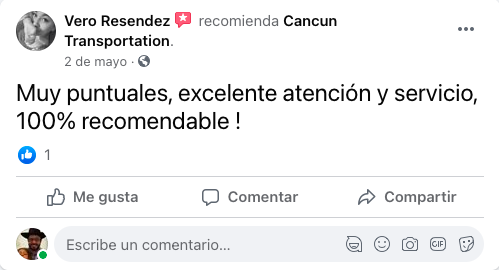 Vero Resendez recomienda Cancun
Transportation.
2 de mayo ·
Muy puntuales, excelente atención y servicio,
100% recomendable !
1
Me gusta Comentar Compartir
Escribe un comentario... GIF